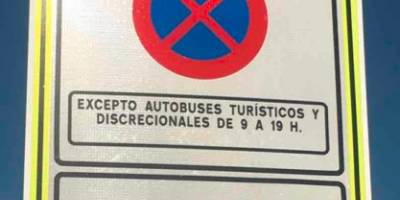 EXCEPTO AUTOBUSES TURÍSTICOS Y
DISCRECIONALES DE 9 A 19 H.